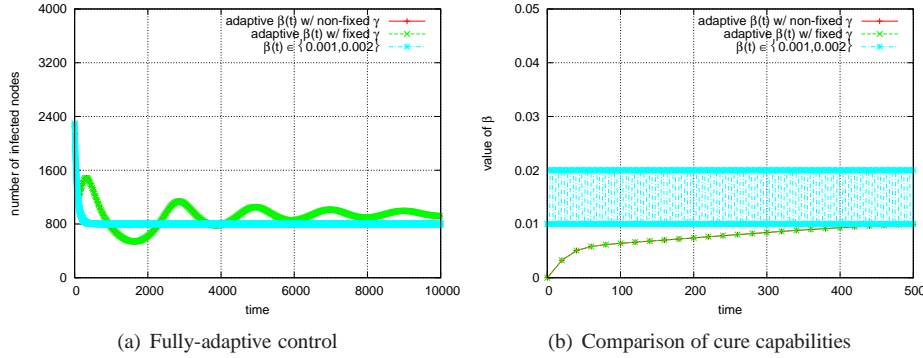 4000
3200
2400
1600
800
0
0
2000
4000
6000
8000
10000
number of infected nodes
time
adaptive β(t) w/ non-fixed γ
adaptive β(t) w/ fixed γ
β(t) ∈ {0.001,0.002}
(a) Fully-adaptive control
0.05
0.04
0.03
0.02
0.01
0
0
100
200
300
400
500
value of β
time
adaptive β(t) w/ non-fixed γ
adaptive β(t) w/ fixed γ
β(t) ∈ {0.001,0.002}
(b) Comparison of cure capabilities